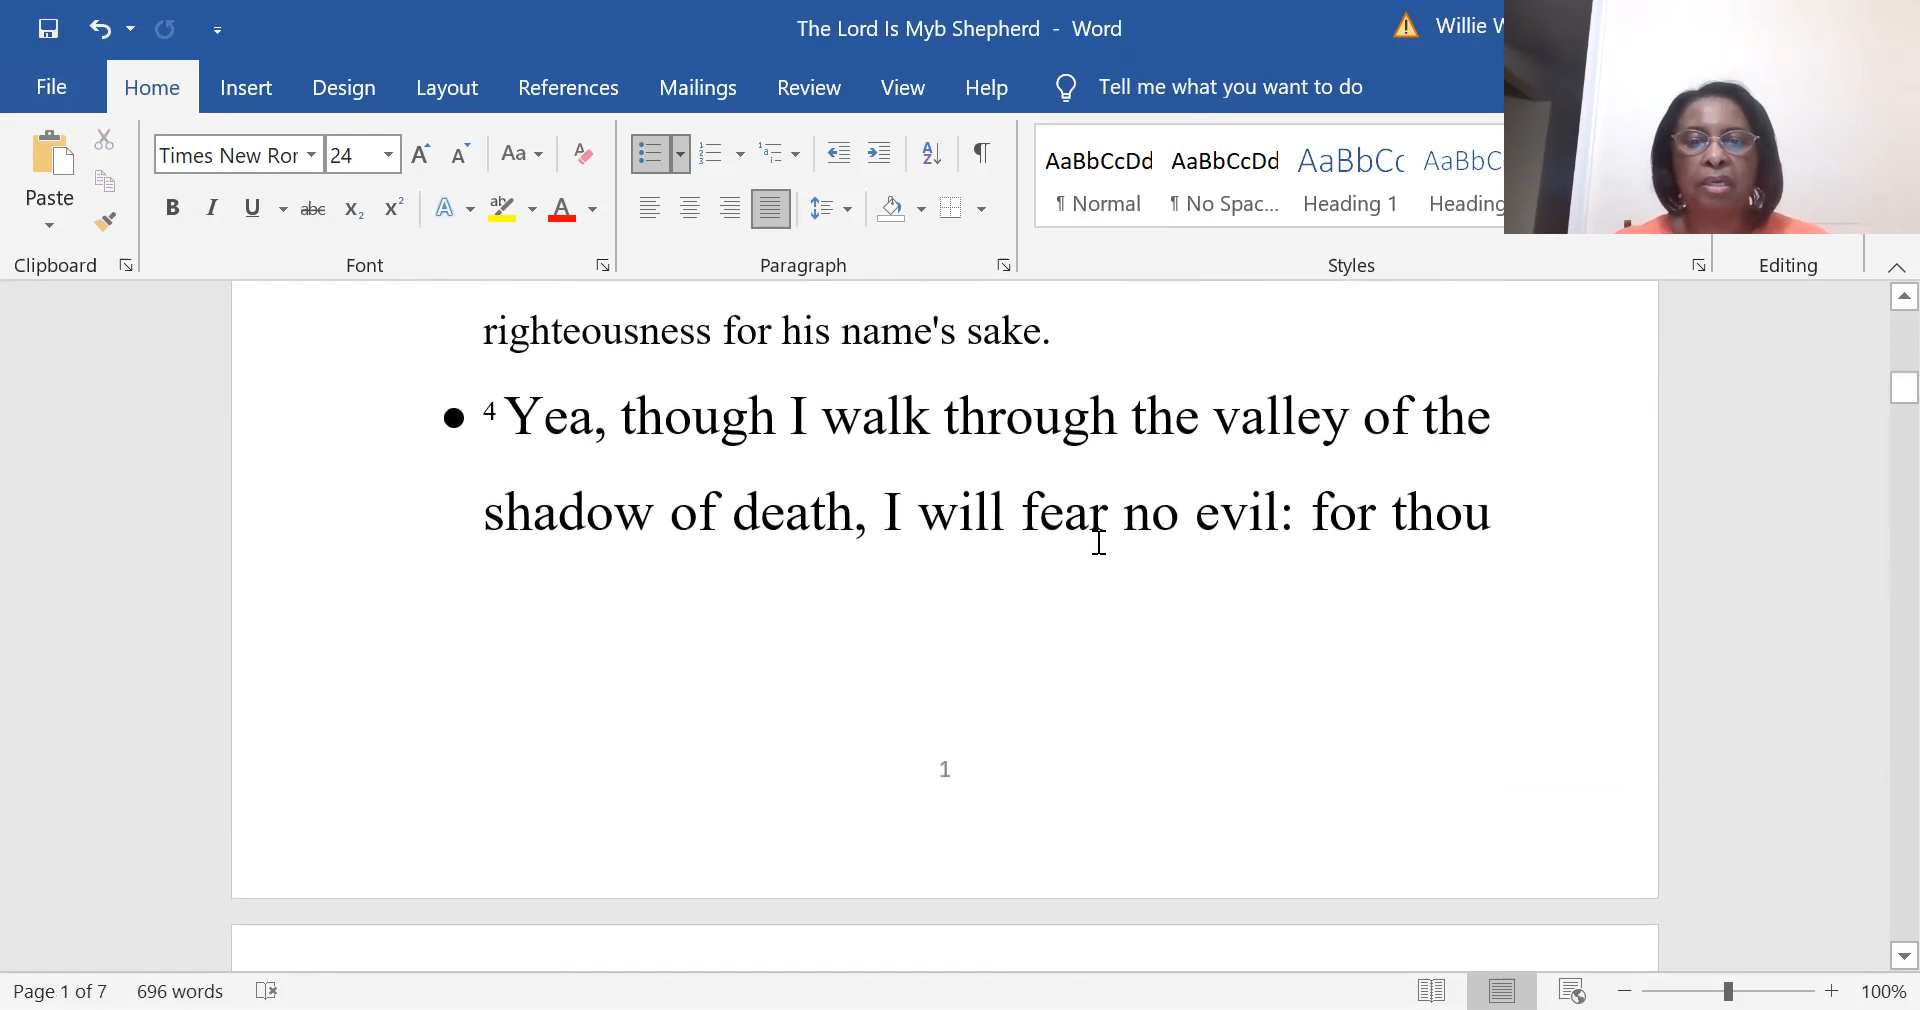 The Lord Is Myb Shepherd - Word
Willie W
File Home Insert Design Layout References Mailings Review View Help Tell me what you want to do
Times New Ror 24
Aa
AaBbCcDd AaBbCcDd AaBbCc AaBbC
Paste
B I U abc X₂ X² A ab A
¶ Normal ¶ No Spac... Heading 1 Heading
Clipboard Font Paragraph Styles Editing
righteousness for his name's sake.
● ⁴ Yea, though I walk through the valley of the
shadow of death, I will fear no evil: for thou
1
Page 1 of 7 696 words 100%